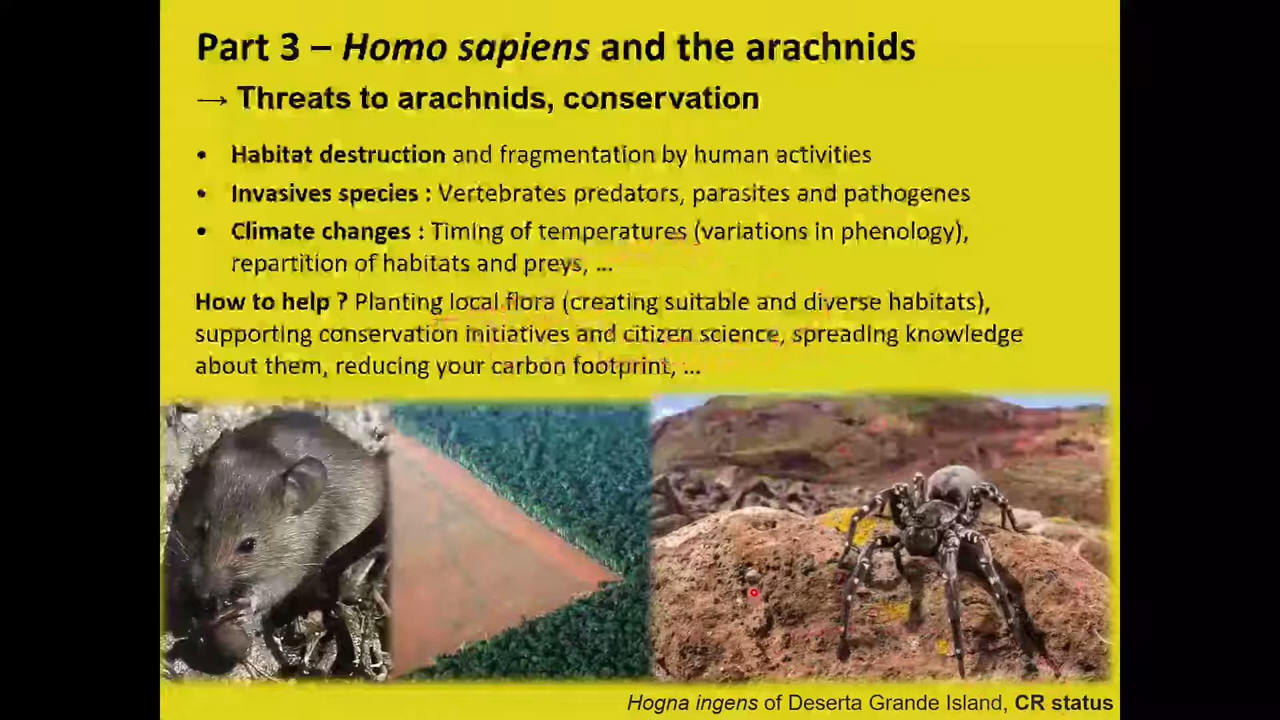 Part 3 – Homo sapiens and the arachnids
→ Threats to arachnids, conservation
• Habitat destruction and fragmentation by human activities
• Invasives species : Vertebrates predators, parasites and pathogenes
• Climate changes : Timing of temperatures (variations in phenology),
repartition of habitats and preys, ...
How to help ? Planting local flora (creating suitable and diverse habitats),
supporting conservation initiatives and citizen science, spreading knowledge
about them, reducing your carbon footprint, ...
Hogna ingens of Deserta Grande Island, CR status